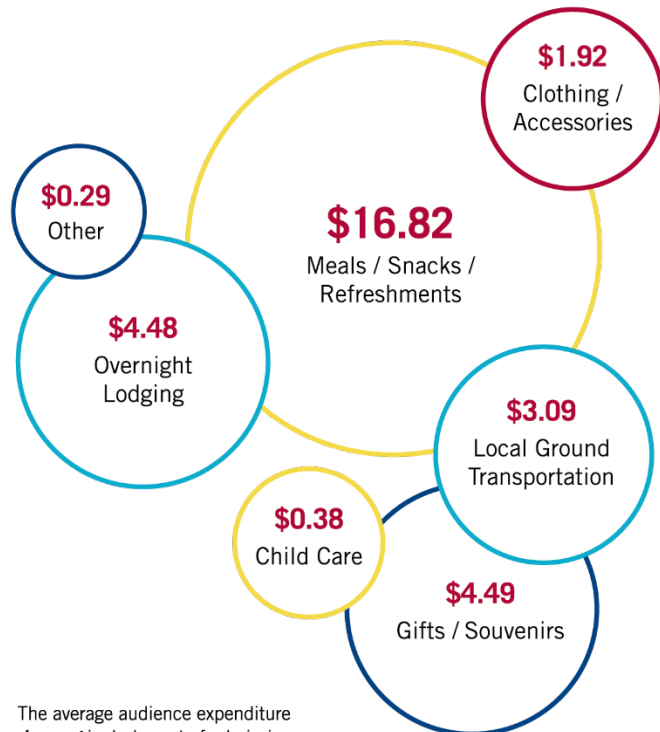 $1.92
Clothing /
Accessories
$0.29
Other
$16.82
Meals / Snacks /
Refreshments
$4.48
Overnight
Lodging
$3.09
Local Ground
Transportation
$0.38
Child Care
$4.49
Gifts / Souvenirs
The average audience expenditure